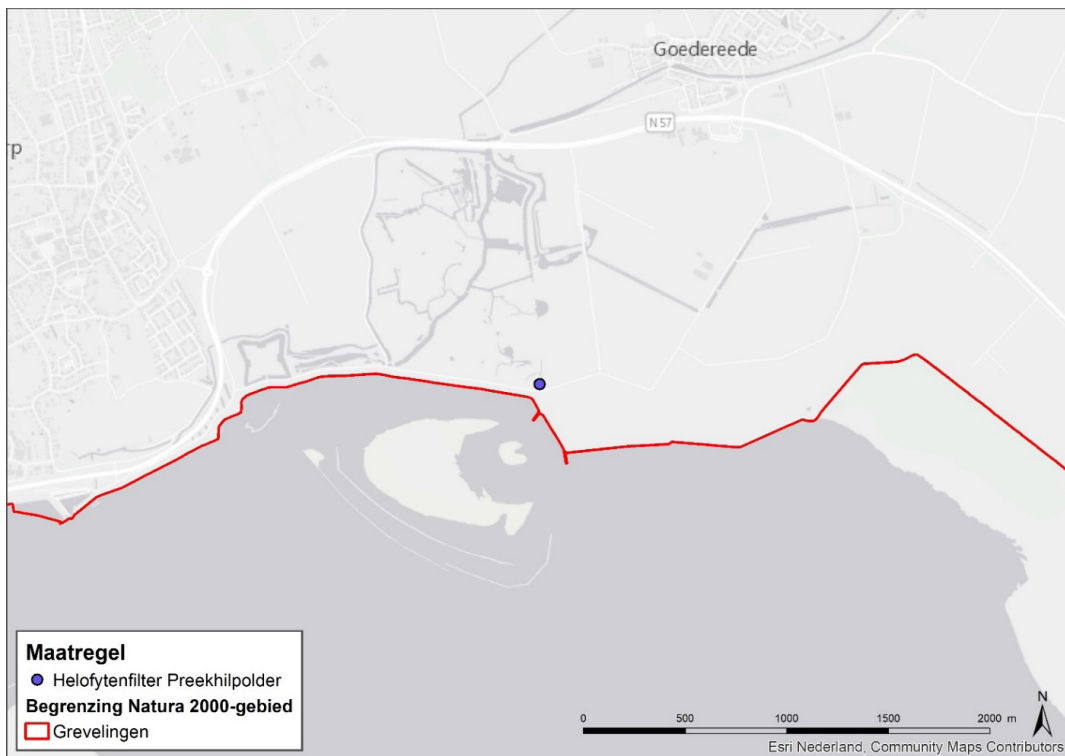 Goedereede
N 57
rp
Maatregel
Helofytenfilter Preekhilpolder
Begrenzing Natura 2000-gebied
Grevelingen
N
0 500 1000 1500 2000 m
Esri Nederland, Community Maps Contributors